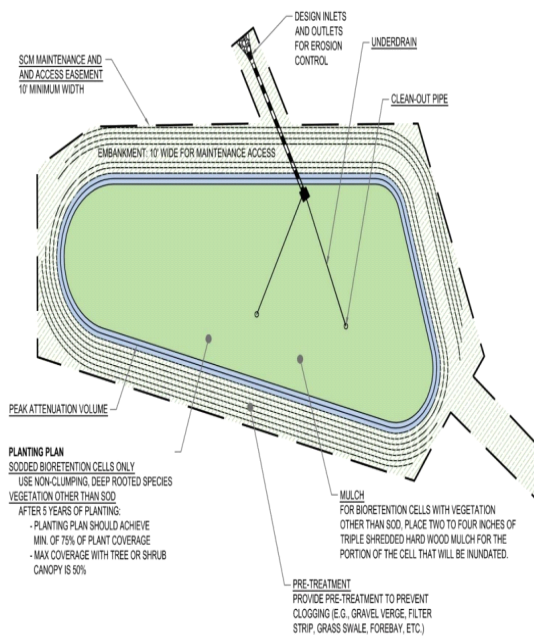 DESIGN INLETS
AND OUTLETS
FOR EROSION
CONTROL
UNDERDRAIN
SCM MAINTENANCE AND
AND ACCESS EASEMENT
10' MINIMUM WIDTH
CLEAN-OUT PIPE
EMBANKMENT: 10' WIDE FOR MAINTENANCE ACCESS
PEAK ATTENUATION VOLUME
PLANTING PLAN
SODDED BIORETENTION CELLS ONLY
USE NON-CLUMPING, DEEP ROOTED SPECIES
VEGETATION OTHER THAN SOD
AFTER 5 YEARS OF PLANTING:
- PLANTING PLAN SHOULD ACHIEVE
MIN. OF 75% OF PLANT COVERAGE
- MAX COVERAGE WITH TREE OR SHRUB
CANOPY IS 50%
MULCH
FOR BIORETENTION CELLS WITH VEGETATION
OTHER THAN SOD, PLACE TWO TO FOUR INCHES OF
TRIPLE SHREDDED HARD WOOD MULCH FOR THE
PORTION OF THE CELL THAT WILL BE INUNDATED.
PRE-TREATMENT
PROVIDE PRE-TREATMENT TO PREVENT
CLOGGING (E.G., GRAVEL VERGE, FILTER
STRIP, GRASS SWALE, FOREBAY, ETC.)